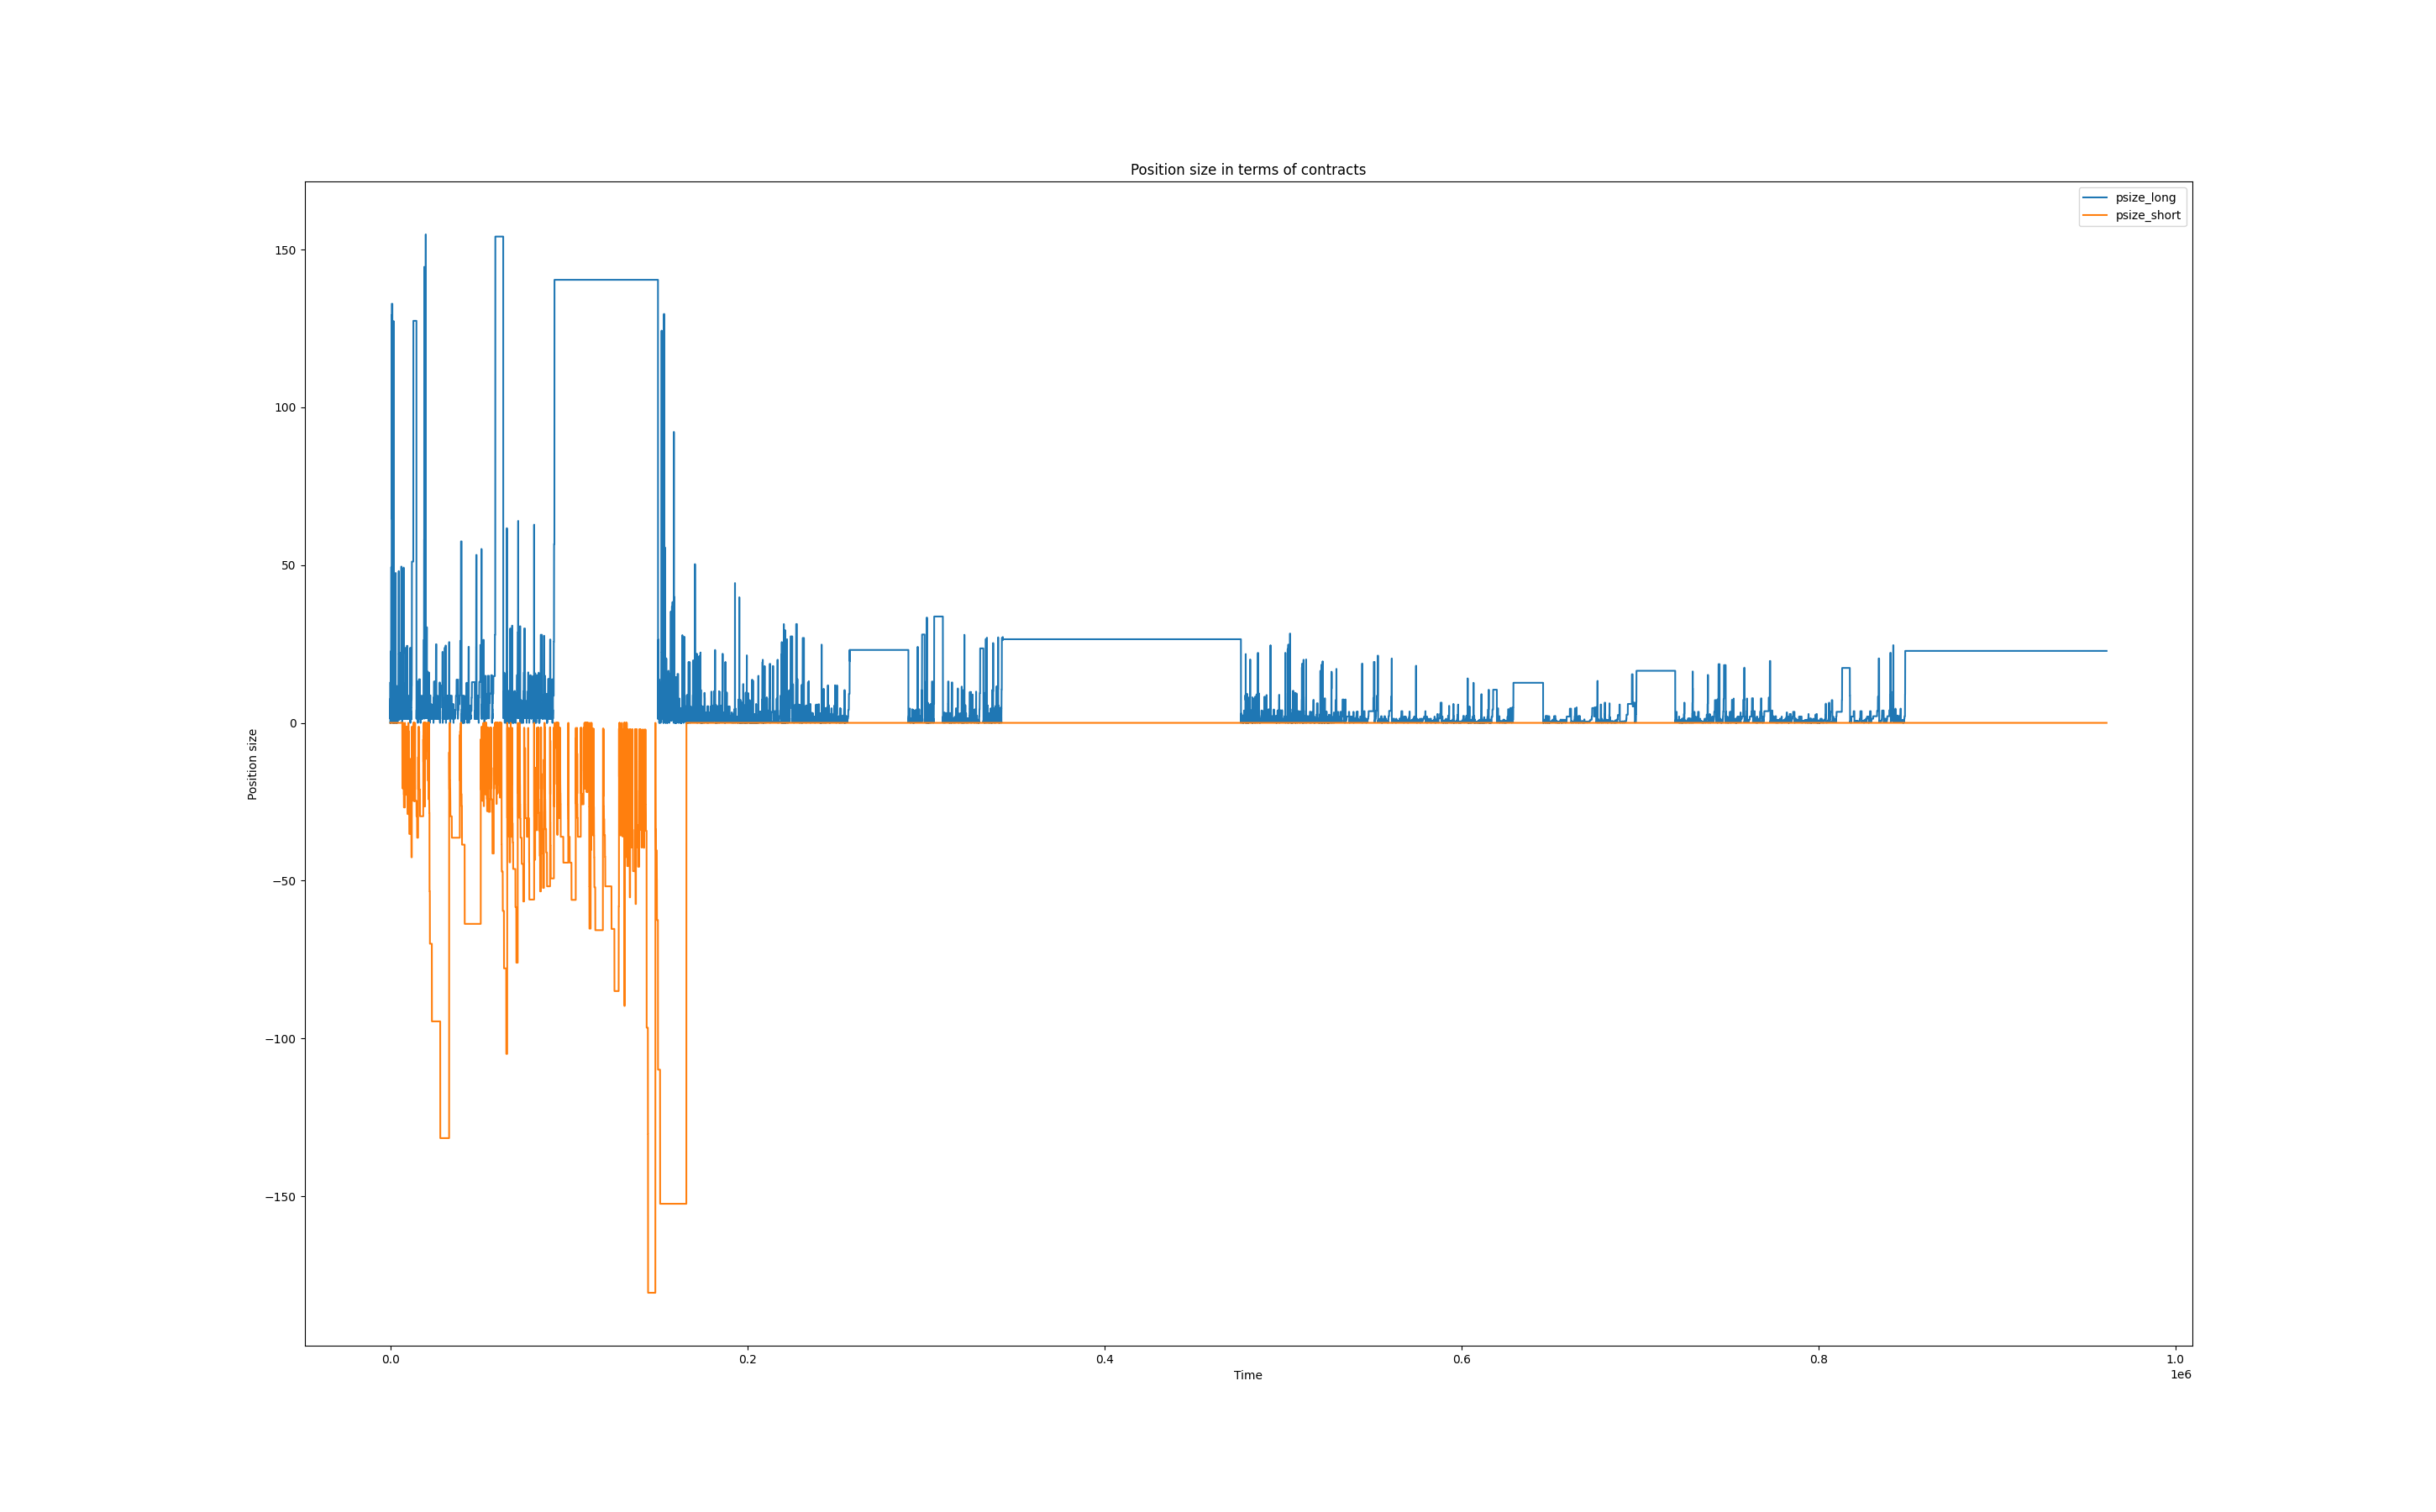 Position size in terms of contracts
psize_long
psize_short
150
100
50
0
−50
−100
−150
Position size
0.0
0.2
0.4
0.6
0.8
1.0
1e6
Time